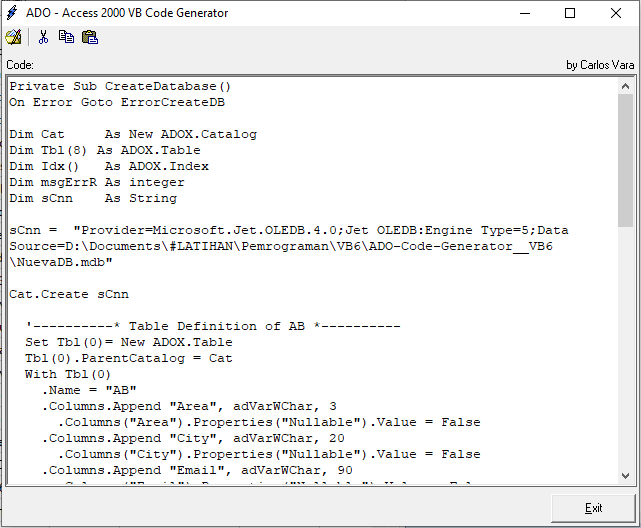 ADO - Access 2000 VB Code Generator
Code:
by Carlos Vara
Private Sub CreateDatabase()
On Error Goto ErrorCreateDB
Dim Cat     As New ADOX.Catalog
Dim Tbl(8) As ADOX.Table
Dim Idx()   As ADOX.Index
Dim msgErrR As integer
Dim sCnn    As String
sCnn =  "Provider=Microsoft.Jet.OLEDB.4.0;Jet OLEDB:Engine Type=5;Data
Source=D:\Documents\#LATIHAN\Pemrograman\VB6\ADO-Code-Generator__VB6
\NuevaDB.mdb"
Cat.Create sCnn
'----------* Table Definition of AB *----------
Set Tbl(0)= New ADOX.Table
Tbl(0).ParentCatalog = Cat
With Tbl(0)
.Name = "AB"
.Columns.Append "Area", adVarWChar, 3
.Columns("Area").Properties("Nullable").Value = False
.Columns.Append "City", adVarWChar, 20
.Columns("City").Properties("Nullable").Value = False
.Columns.Append "Email", adVarWChar, 90
.Columns("Email").Properties("Nullable").Value = False
Exit